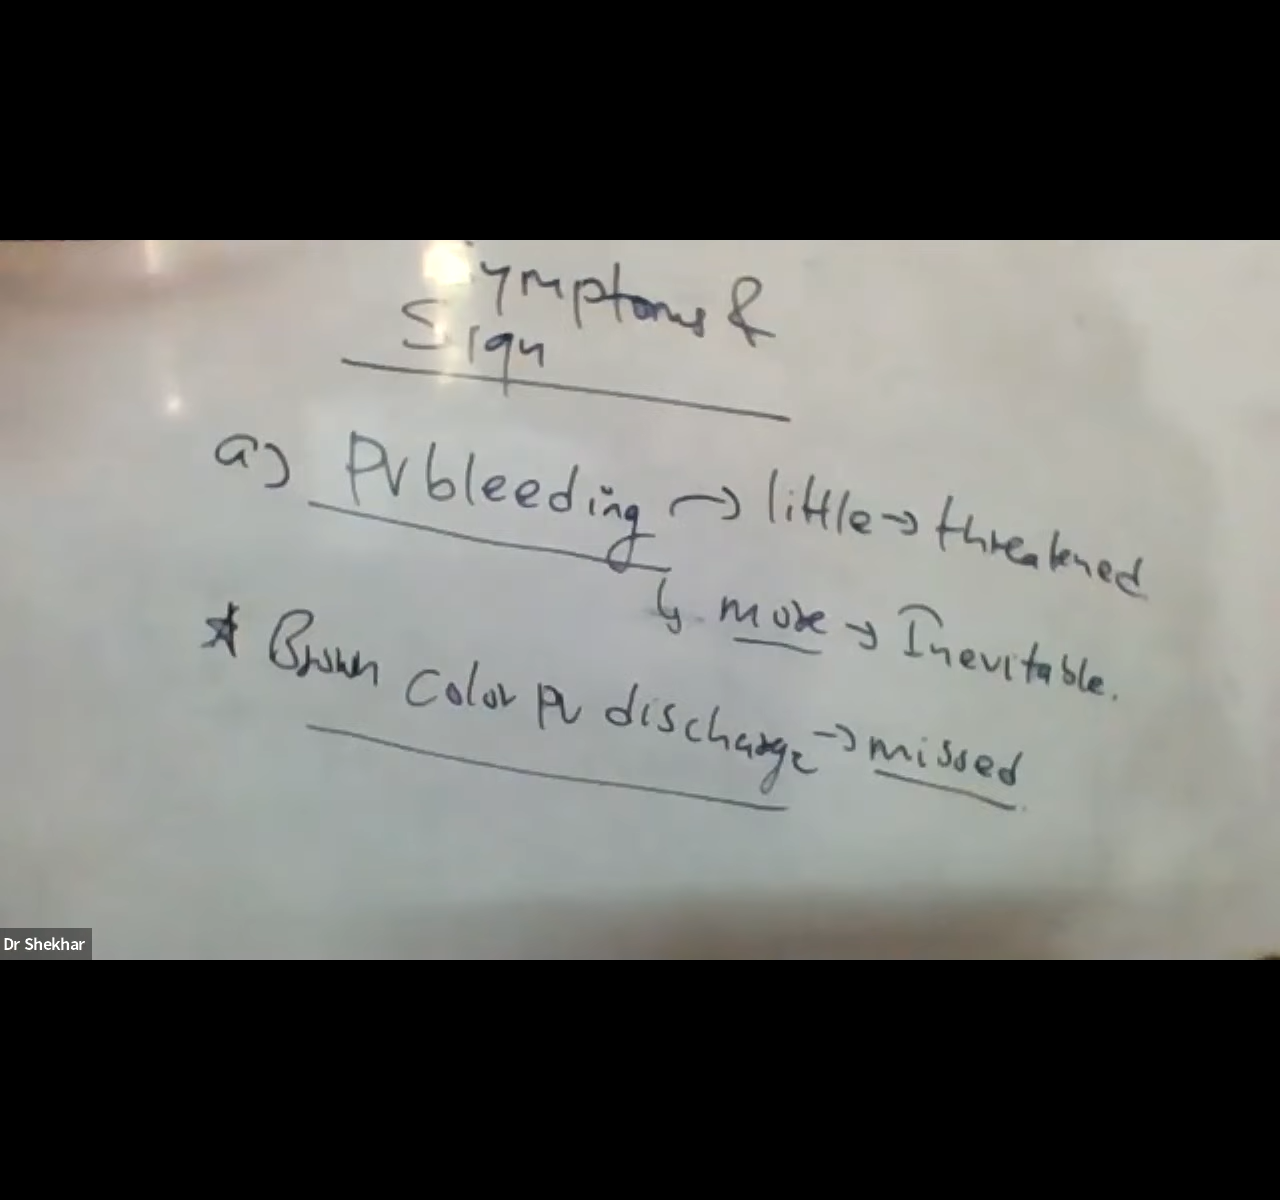 Symptoms &
Sign
a) PV bleeding → little → threatened
↳ more → Inevitable.
* Brown color PV discharge → missed
Dr Shekhar